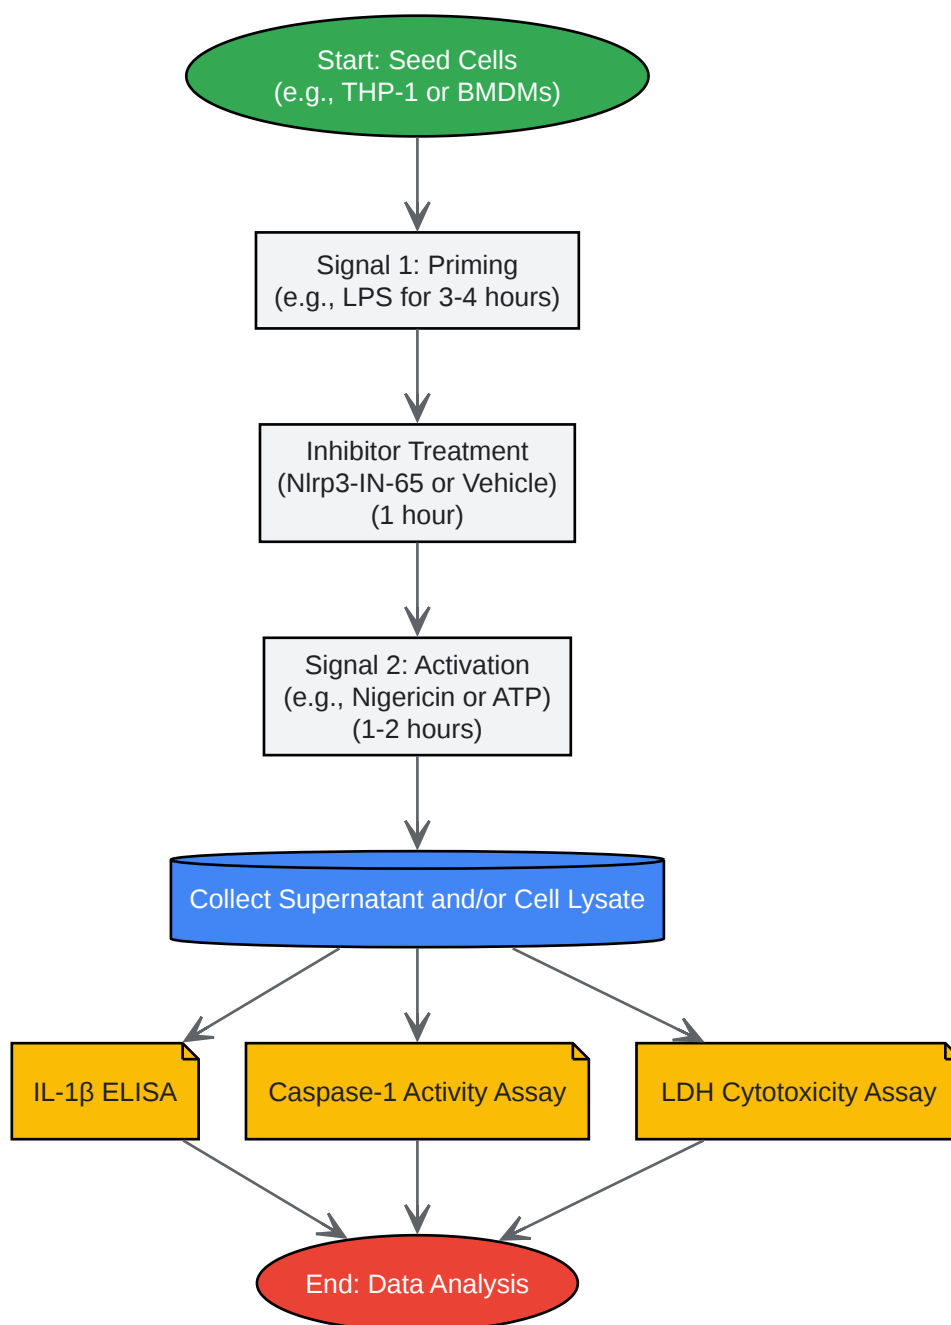 Start: Seed Cells
(e.g., THP-1 or BMDMs)
Signal 1: Priming
(e.g., LPS for 3-4 hours)
Inhibitor Treatment
(Nlrp3-IN-65 or Vehicle)
(1 hour)
Signal 2: Activation
(e.g., Nigericin or ATP)
(1-2 hours)
Collect Supernatant and/or Cell Lysate
IL-1β ELISA
Caspase-1 Activity Assay
LDH Cytotoxicity Assay
End: Data Analysis